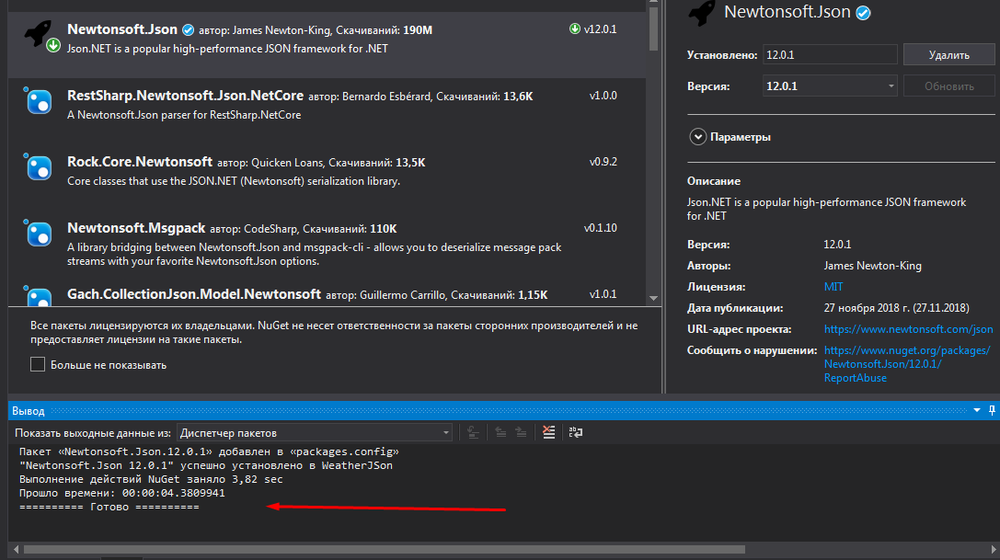 Newtonsoft.Json автор: James Newton-King, Скачиваний: 190M v12.0.1
Json.NET is a popular high-performance JSON framework for .NET
RestSharp.Newtonsoft.Json.NetCore автор: Bernardo Esbérard, Скачиваний: 13,6K v1.0.0
A Newtonsoft.Json parser for RestSharp.NetCore
Rock.Core.Newtonsoft автор: Quicken Loans, Скачиваний: 13,5K v0.9.2
Core classes that use the JSON.NET (Newtonsoft) serialization library.
Newtonsoft.Msgpack автор: CodeSharp, Скачиваний: 110K v0.1.10
A library bridging between Newtonsoft.Json and msgpack-cli - allows you to deserialize message pack
streams with your favorite Newtonsoft.Json options.
Gach.CollectionJson.Model.Newtonsoft автор: Guillermo Carrillo, Скачиваний: 1,15K v1.0.1
Все пакеты лицензируются их владельцами. NuGet не несет ответственности за пакеты сторонних производителей и не
предоставляет лицензии на такие пакеты.
Больше не показывать
Newtonsoft.Json
Установлено: 12.0.1 Удалить
Версия: 12.0.1 Обновить
Параметры
Описание
Json.NET is a popular high-performance JSON framework
for .NET
Версия: 12.0.1
Авторы: James Newton-King
Лицензия: MIT
Дата публикации: 27 ноября 2018 г. (27.11.2018)
URL-адрес проекта: https://www.newtonsoft.com/json
Сообщить о нарушении: https://www.nuget.org/packages/
Newtonsoft.Json/12.0.1/
ReportAbuse
Вывод
Показать выходные данные из: Диспетчер пакетов
Пакет «Newtonsoft.Json.12.0.1» добавлен в «packages.config»
"Newtonsoft.Json 12.0.1" успешно установлено в WeatherJSon
Выполнение действий NuGet заняло 3,82 sec
Прошло времени: 00:00:04.3809941
========== Готово ==========